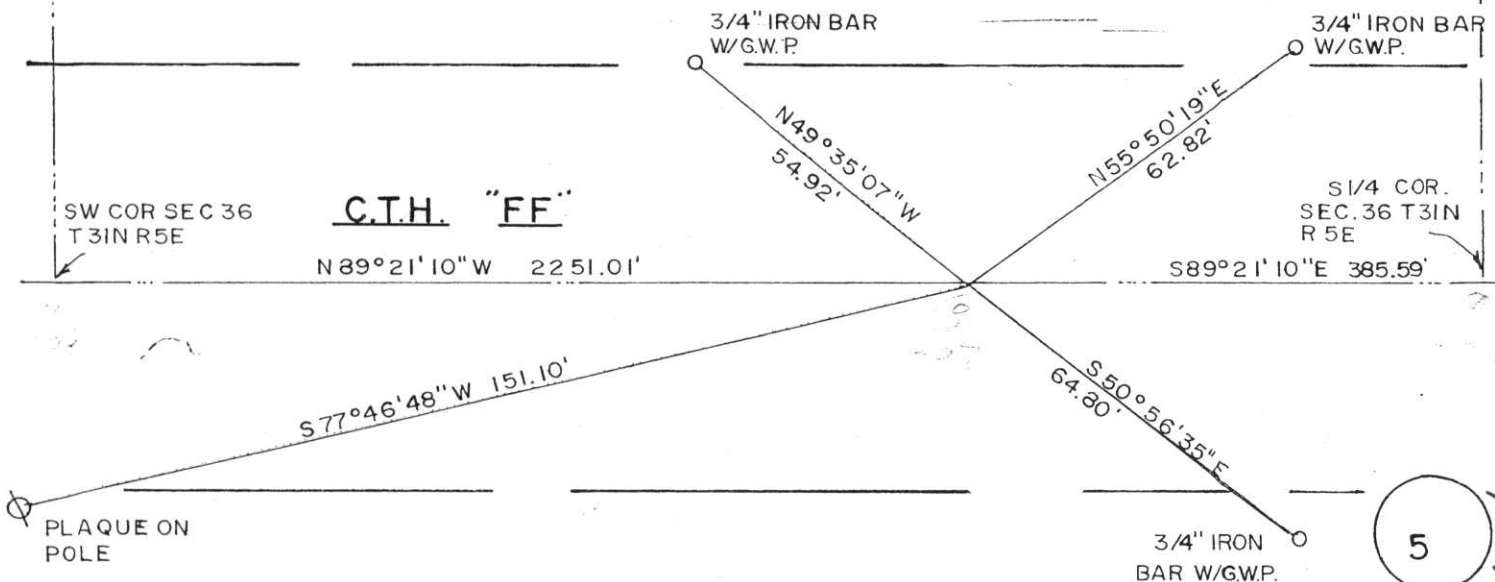 3/4" IRON BAR
W/G.W.P.
3/4" IRON BAR
W/G.W.P.
N49°35'07"W
54.92'
N55°50'19"E
62.82'
SW COR SEC 36
T31N R5E
C.T.H. "FF"
S1/4 COR.
SEC. 36 T31N
R 5E
N89°21'10"W 2251.01'
S89°21'10"E 385.59'
S77°46'48"W 151.10'
S50°56'35"E
64.80'
PLAQUE ON
POLE
3/4" IRON
BAR W/G.W.P.
5